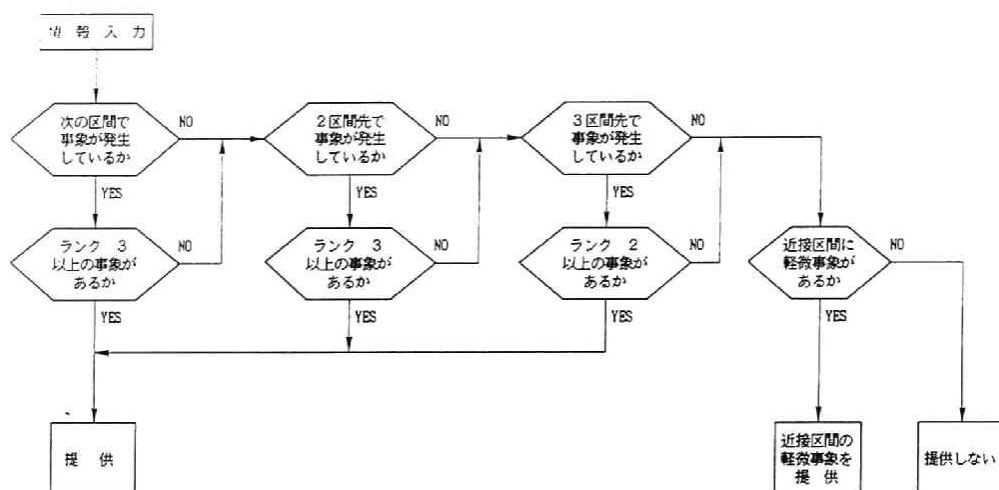 情 報 入 力
次の区間で
事象が発生
しているか
NO
YES
2区間先で
事象が発生
しているか
NO
YES
3区間先で
事象が発生
しているか
NO
YES
ランク 3
以上の事象が
あるか
NO
YES
ランク 3
以上の事象が
あるか
NO
YES
ランク 2
以上の事象が
あるか
NO
YES
近接区間に
軽微事象が
あるか
NO
YES
提 供
近接区間の
軽微事象を
提 供
提供しない